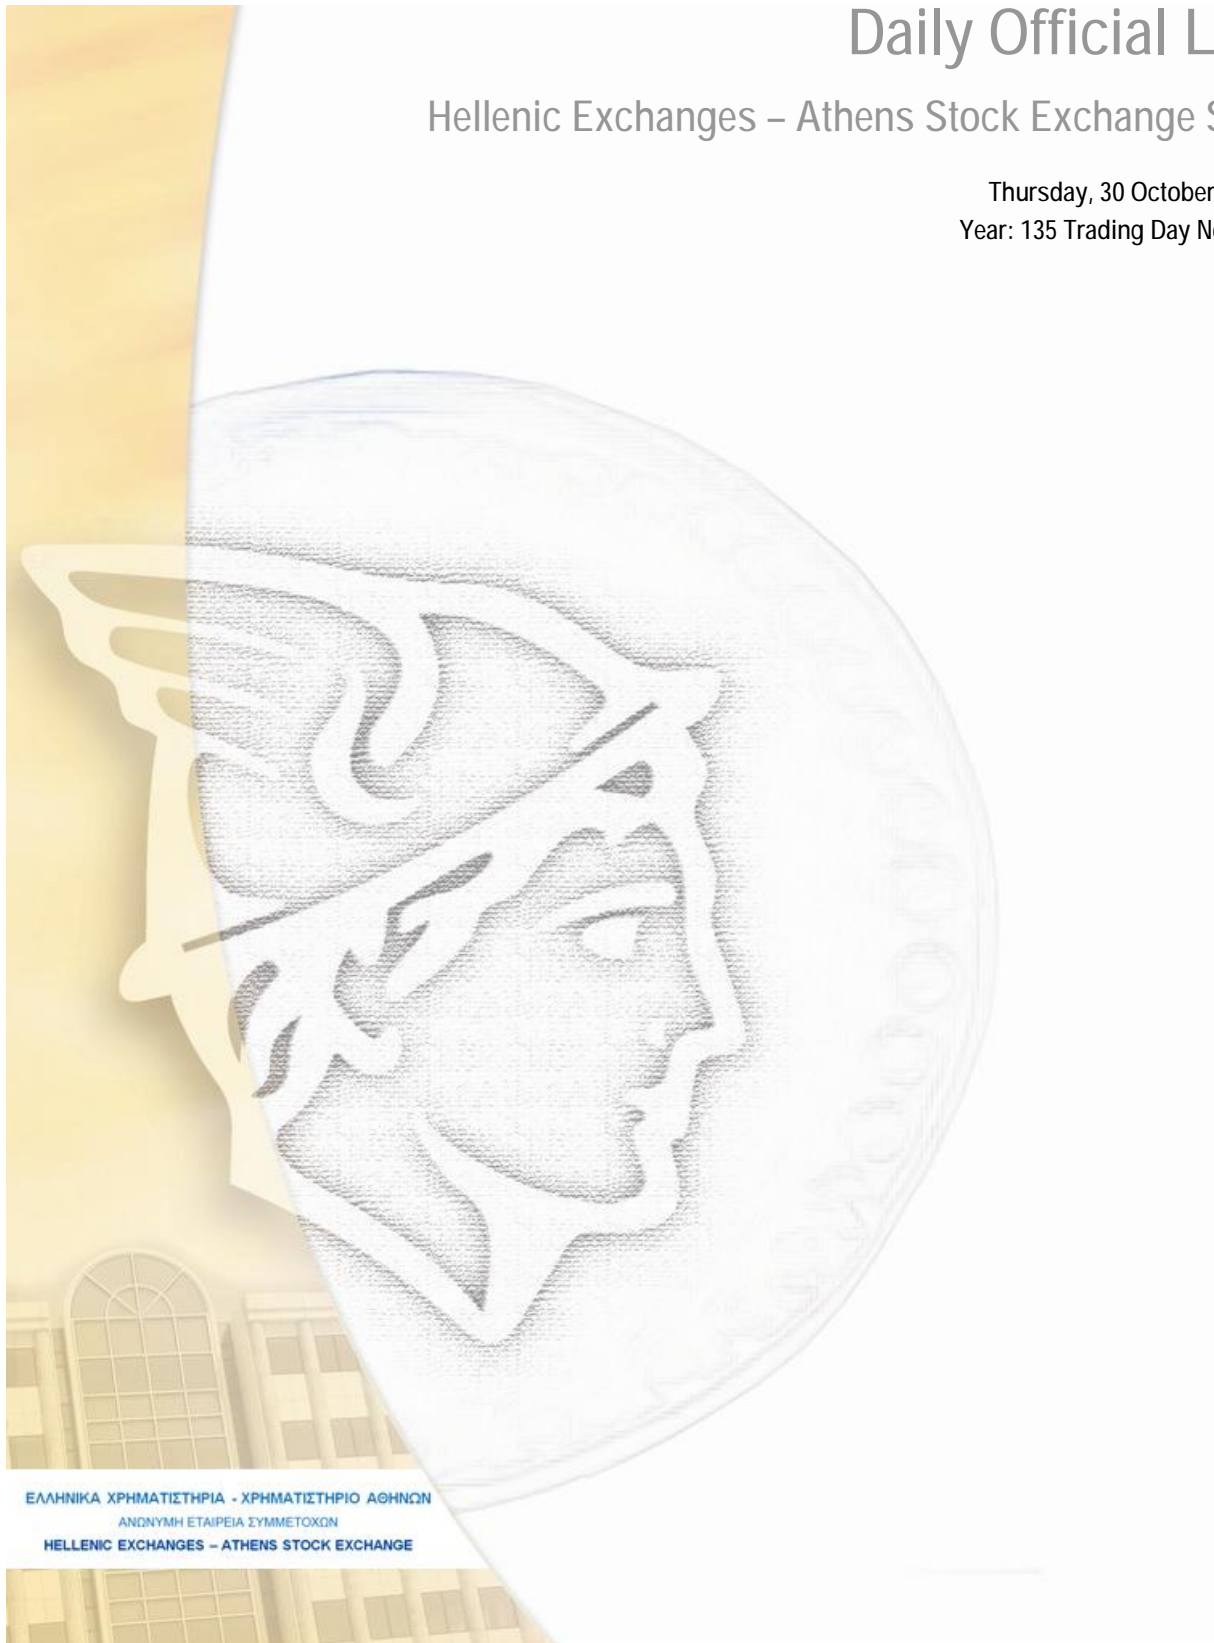 Daily Official L
Hellenic Exchanges – Athens Stock Exchange S
Thursday, 30 October
Year: 135 Trading Day N
ΕΛΛΗΝΙΚΑ ΧΡΗΜΑΤΙΣΤΗΡΙΑ - ΧΡΗΜΑΤΙΣΤΗΡΙΟ ΑΘΗΝΩΝ
ΑΝΩΝΥΜΗ ΕΤΑΙΡΕΙΑ ΣΥΜΜΕΤΟΧΩΝ
HELLENIC EXCHANGES – ATHENS STOCK EXCHANGE